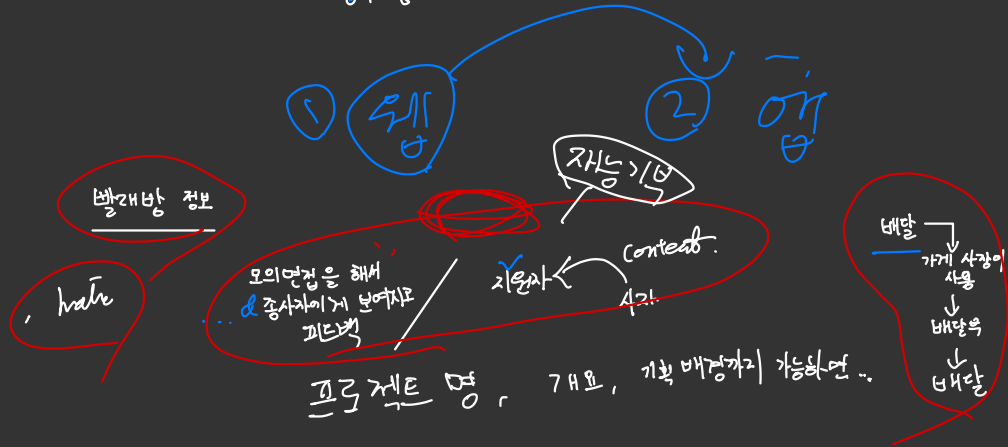 ① 웹
② 앱
재능기부
빨래방 정보
모의면접을 해서
종사자에게 보여지고
피드백
지원자
content.
배달
가게 사장이
사용
배달욕
배달
프로젝트 명, 개요, 기획 배경까지 가능하면..